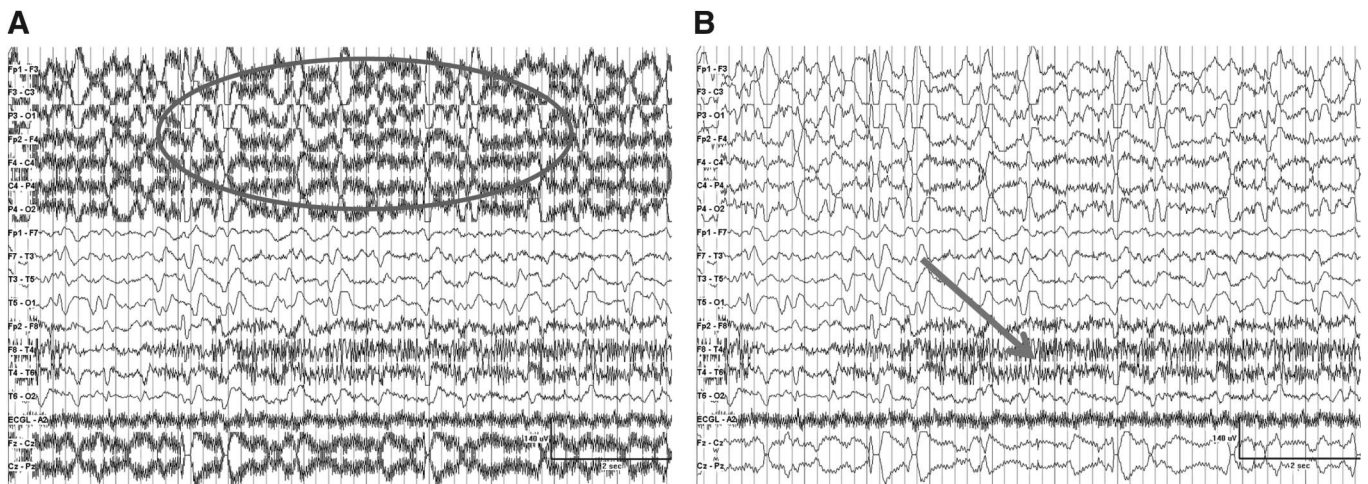 A
Fp1 - F3
F3 - C3
P3 - O1
Fp2 - F4
F4 - C4
C4 - P4
P4 - O2
Fp1 - F7
F7 - T3
T3 - T5
T5 - O1
Fp2 - F8
F8 - T4
T4 - T6
T6 - O2
ECGL - A2
Fz - Cz
Cz - Pz
140 uV
2 sec
B
Fp1 - F3
F3 - C3
P3 - O1
Fp2 - F4
F4 - C4
C4 - P4
P4 - O2
Fp1 - F7
F7 - T3
T3 - T5
T5 - O1
Fp2 - F8
F8 - T4
T4 - T6
T6 - O2
ECGL - A2
Fz - Cz
Cz - Pz
140 uV
2 sec